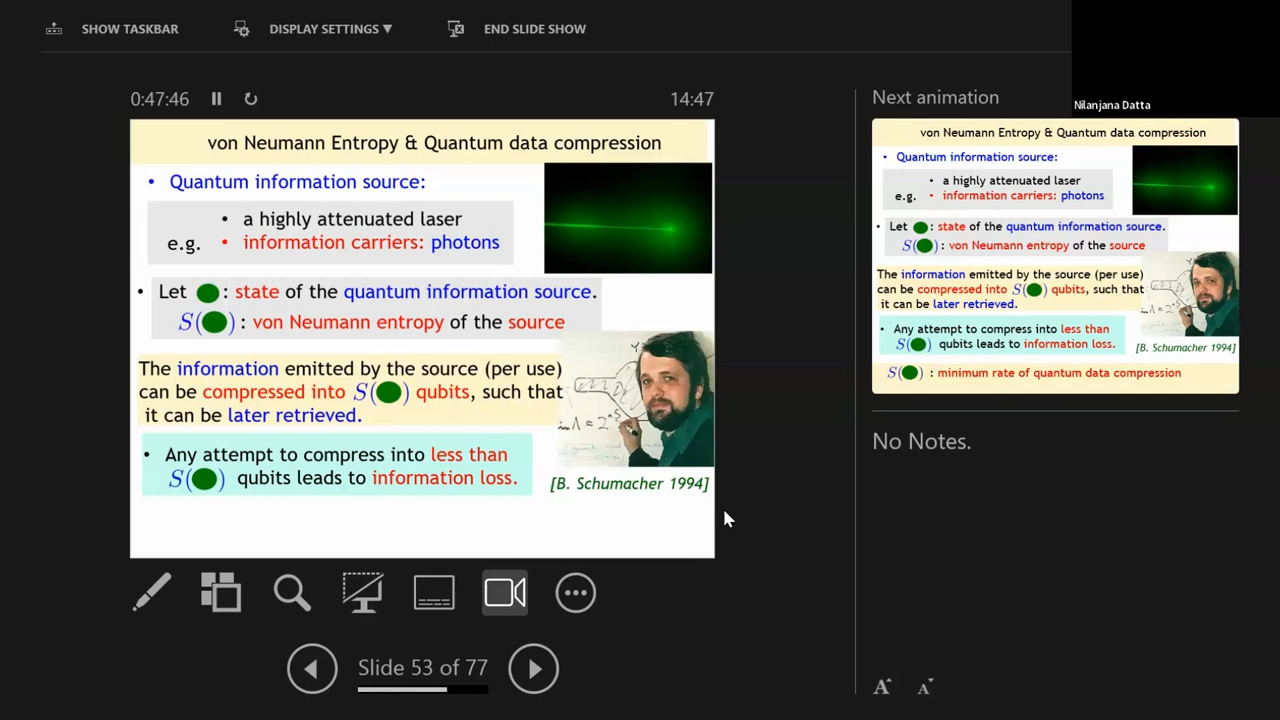 SHOW TASKBAR
DISPLAY SETTINGS ▼
END SLIDE SHOW
0:47:46
14:47
von Neumann Entropy & Quantum data compression
• Quantum information source:
• a highly attenuated laser
e.g. • information carriers: photons
• Let : state of the quantum information source.
S( ) : von Neumann entropy of the source
The information emitted by the source (per use)
can be compressed into S( ) qubits, such that
it can be later retrieved.
• Any attempt to compress into less than
S( ) qubits leads to information loss.
[B. Schumacher 1994]
Slide 53 of 77
Next animation
Nilanjana Datta
von Neumann Entropy & Quantum data compression
• Quantum information source:
• a highly attenuated laser
e.g. • information carriers: photons
• Let : state of the quantum information source.
S( ) : von Neumann entropy of the source
The information emitted by the source (per use)
can be compressed into S( ) qubits, such that
it can be later retrieved.
• Any attempt to compress into less than
S( ) qubits leads to information loss.
[B. Schumacher 1994]
S( ) : minimum rate of quantum data compression
No Notes.
A A